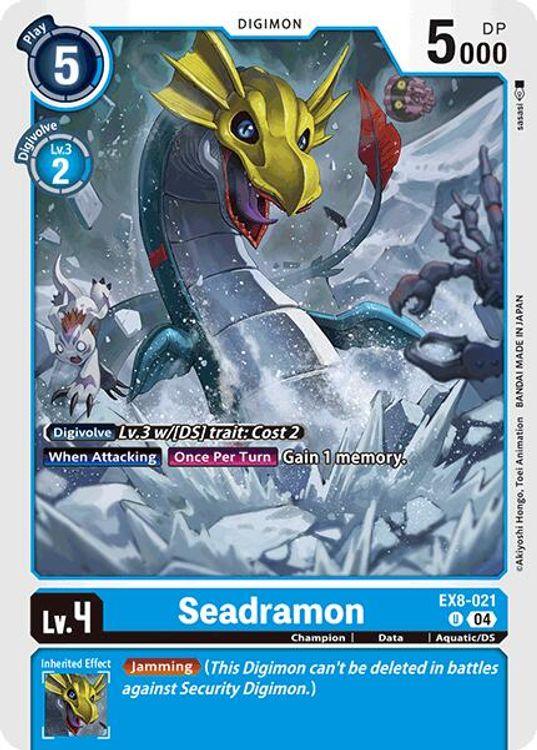 DIGIMON
Play
5
DP
5000
Digivolve
Lv.3
2
sasasi
Digivolve Lv.3 w/[DS] trait: Cost 2
When Attacking Once Per Turn Gain 1 memory.
©Akiyoshi Hongo, Toei Animation BANDAI MADE IN JAPAN
Lv.4
Seadramon
EX8-021
U 04
Champion | Data | Aquatic/DS
Inherited Effect
Jamming (This Digimon can't be deleted in battles
against Security Digimon.)